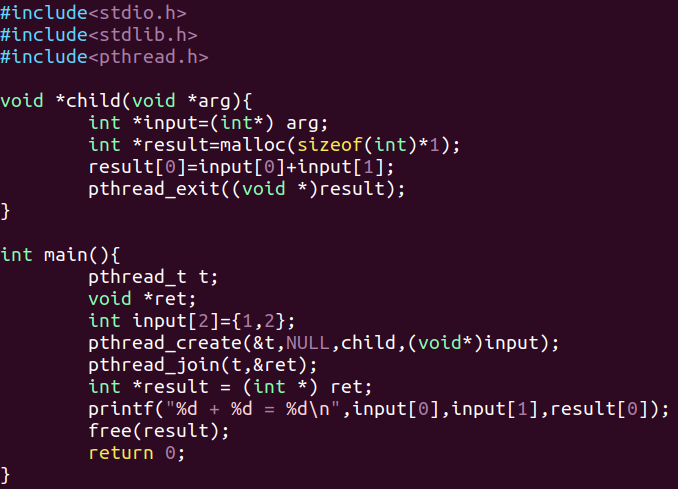 #include<stdio.h>
#include<stdlib.h>
#include<pthread.h>

void *child(void *arg){
        int *input=(int*) arg;
        int *result=malloc(sizeof(int)*1);
        result[0]=input[0]+input[1];
        pthread_exit((void *)result);
}

int main(){
        pthread_t t;
        void *ret;
        int input[2]={1,2};
        pthread_create(&t,NULL,child,(void*)input);
        pthread_join(t,&ret);
        int *result = (int *) ret;
        printf("%d + %d = %d\n",input[0],input[1],result[0]);
        free(result);
        return 0;
}